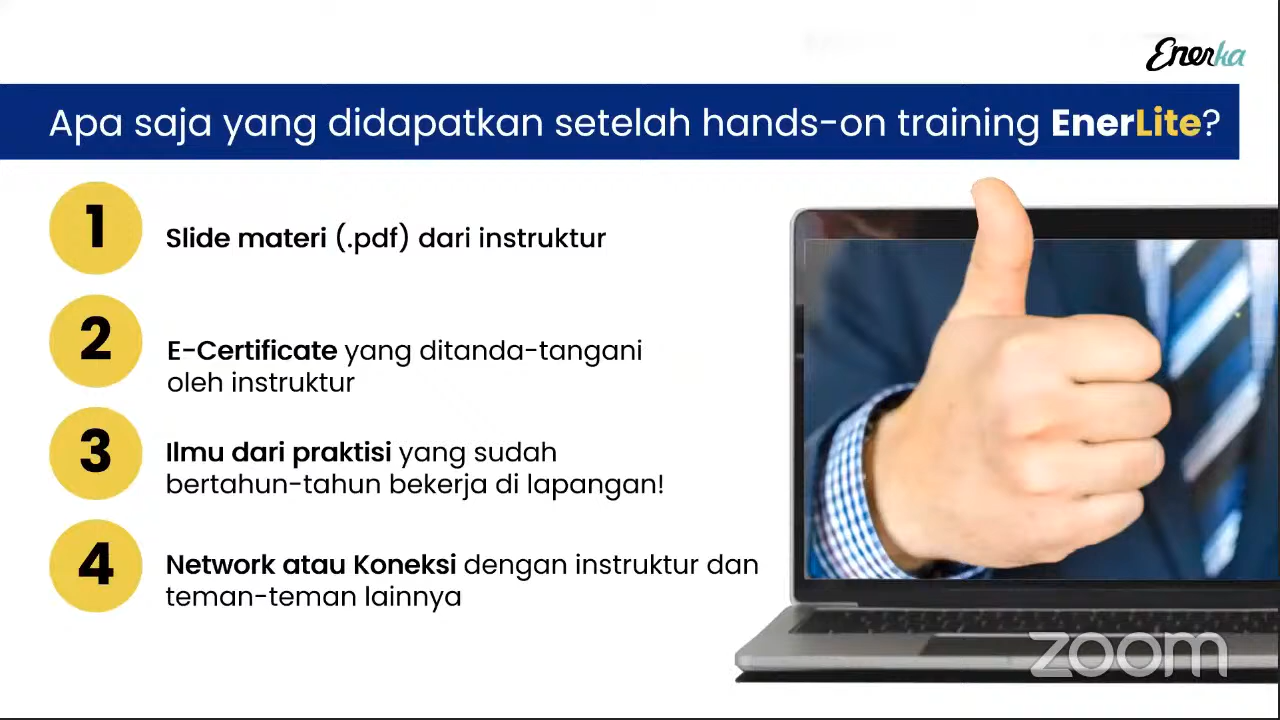 Enerka
Apa saja yang didapatkan setelah hands-on training EnerLite?
1
Slide materi (.pdf) dari instruktur
2
E-Certificate yang ditanda-tangani
oleh instruktur
3
Ilmu dari praktisi yang sudah
bertahun-tahun bekerja di lapangan!
4
Network atau Koneksi dengan instruktur dan
teman-teman lainnya
zoom